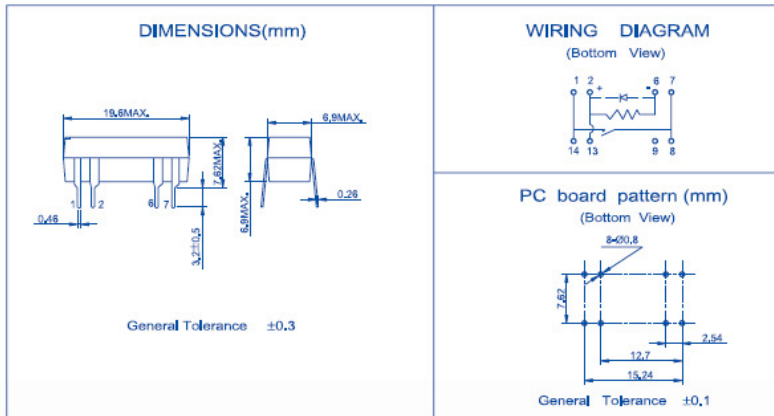 DIMENSIONS(mm)
19.6MAX.
6.9MAX.
7.62MAX.
6.9MAX.
1 2 6 7
0.46
3.2±0.5
0.26
General Tolerance ±0.3
WIRING DIAGRAM
(Bottom View)
1 2 6 7
+ -
14 13 9 8
PC board pattern (mm)
(Bottom View)
8-Ø0.8
7.62
2.54
12.7
15.24
General Tolerance ±0.1